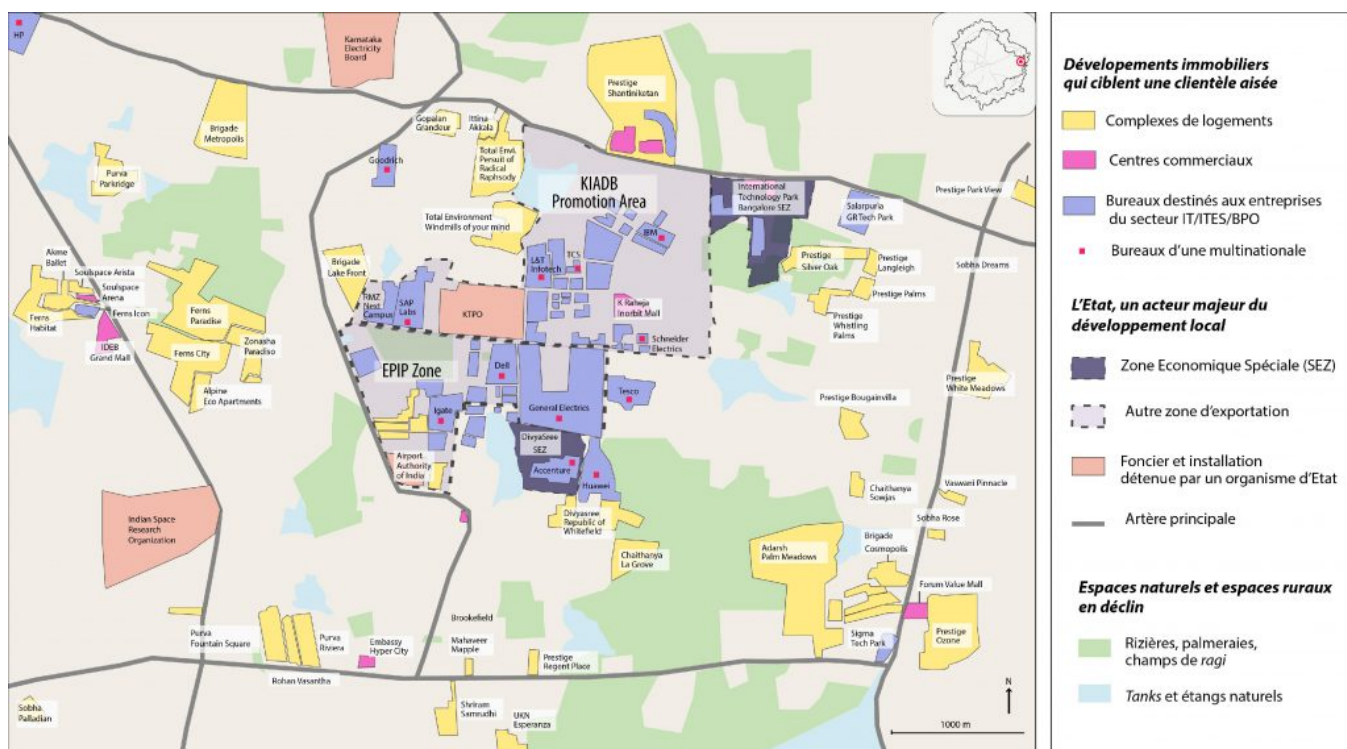 HP
Karnataka
Electricity
Board
Prestige
Shantiniketan
Brigade
Metropolis
Gopalan
Grandeur
Ittina
Akkala
Goodrich
Total Envi.
Persuit of
Radical
Raphsody
KIADB
Promotion Area
International
Technology Park
Bangalore SEZ
Salarpuria
GR Tech Park
Prestige Park View
Purva
Parkridge
Total Environment
Windmills of your mind
IBM
L&T
Infotech
TCS
Brigade
Lake Front
Prestige
Silver Oak
Prestige
Langleigh
Sobha Dreams
Akme
Ballet
Soulspace Arista
Soulspace
Arena
Ferns Icon
Ferns
Habitat
Ferns
Paradise
RMZ
Nest
Campus
SAP
Labs
KTPO
K Raheja
Inorbit Mall
Prestige Palms
Prestige
Whistling
Palms
IDEB
Grand Mall
Ferns City
Zonasha
Paradiso
Schneider
Electrics
EPIP Zone
Dell
Alpine
Eco Apartments
Igate
General Electrics
Tesco
Prestige
White Meadows
Prestige Bougainvilla
DivyaSree
SEZ
Airport
Authority
of India
Accenture
Huawei
Chaithanya
Sowjas
Vaswani Pinnacle
Indian Space
Research
Organization
Divyasree
Republic of
Whitefield
Sobha Rose
Adarsh
Palm Meadows
Brigade
Cosmopolis
Chaithanya
La Grove
Forum Value Mall
Purva
Fountain Square
Purva
Riviera
Embassy
Hyper City
Brookefield
Mahaveer
Mapple
Prestige
Regent Place
Sigma
Tech Park
Prestige
Ozone
Rohan Vasantha
Sobha
Palladian
Shriram
Samrudhi
UKN
Esperanza
N
1000 m
Dévelopements immobiliers
qui ciblent une clientèle aisée
Complexes de logements
Centres commerciaux
Bureaux destinés aux entreprises
du secteur IT/ITES/BPO
Bureaux d'une multinationale
L'Etat, un acteur majeur du
développement local
Zone Economique Spéciale (SEZ)
Autre zone d'exportation
Foncier et installation
détenue par un organisme d'Etat
Artère principale
Espaces naturels et espaces ruraux
en déclin
Rizières, palmeraies,
champs de ragi
Tanks et étangs naturels